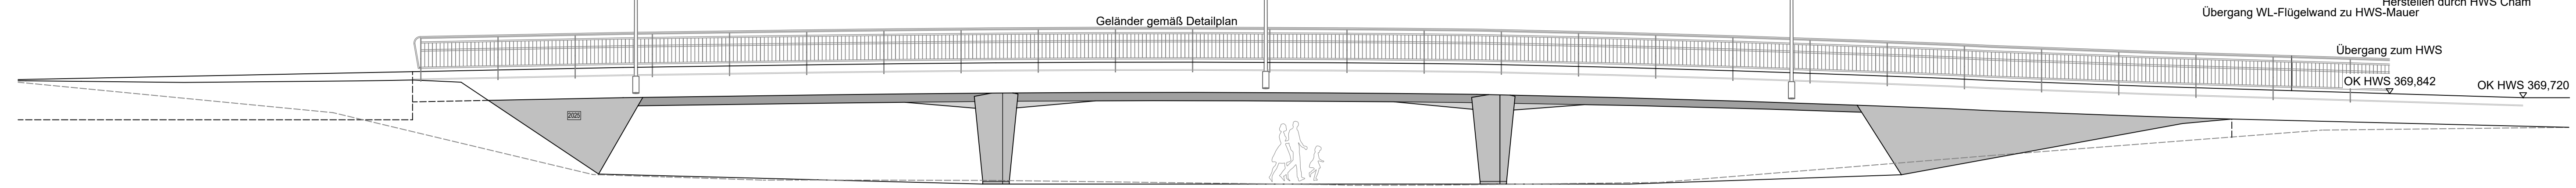 Herstellen durch HWS Cham
Übergang WL-Flügelwand zu HWS-Mauer
Geländer gemäß Detailplan
Übergang zum HWS
OK HWS 369,842
OK HWS 369,720
2025